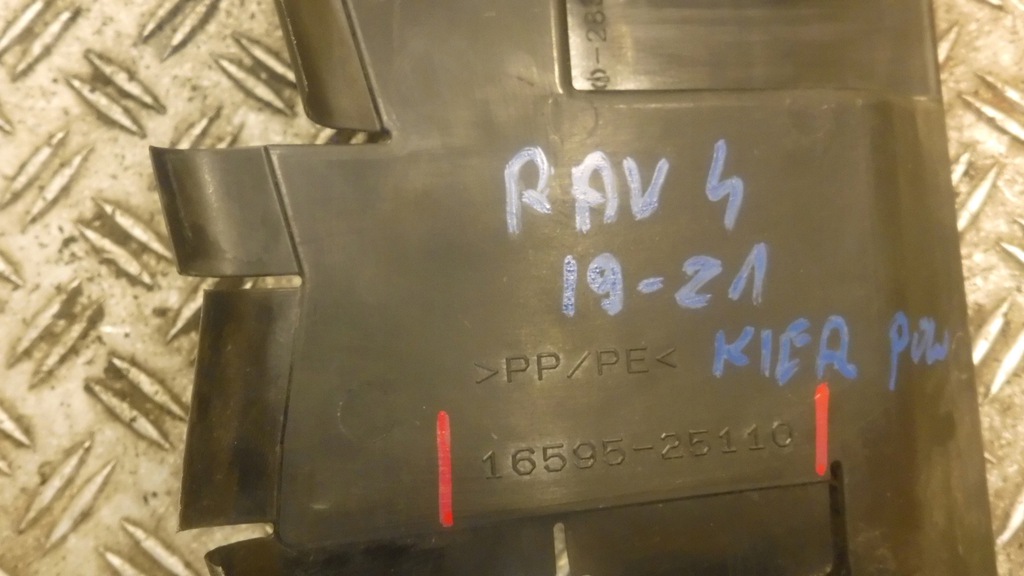 RAV 4
19-21
KIER POW
>PP/PE<
16595-25110